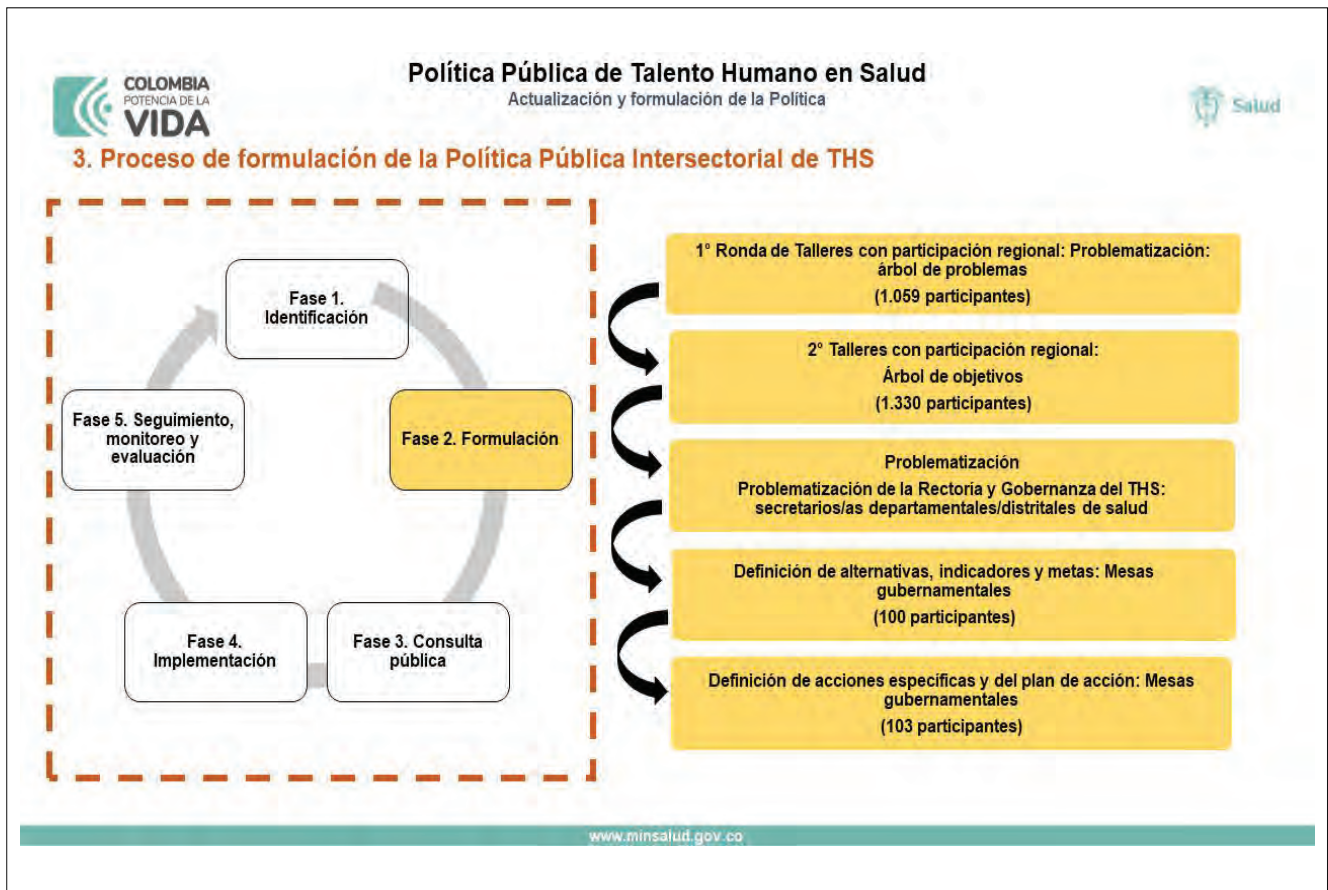 COLOMBIA
POTENCIA DE LA
VIDA
Política Pública de Talento Humano en Salud
Actualización y formulación de la Política
Salud
3. Proceso de formulación de la Política Pública Intersectorial de THS
Fase 1.
Identificación
Fase 2. Formulación
Fase 3. Consulta
pública
Fase 4.
Implementación
Fase 5. Seguimiento,
monitoreo y
evaluación
1° Ronda de Talleres con participación regional: Problematización:
árbol de problemas
(1.059 participantes)
2° Talleres con participación regional:
Árbol de objetivos
(1.330 participantes)
Problematización
Problematización de la Rectoría y Gobernanza del THS:
secretarios/as departamentales/distritales de salud
Definición de alternativas, indicadores y metas: Mesas
gubernamentales
(100 participantes)
Definición de acciones específicas y del plan de acción: Mesas
gubernamentales
(103 participantes)
www.minsalud.gov.co